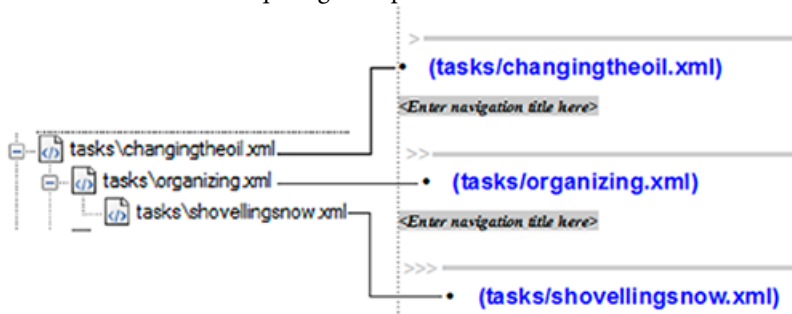 >
(tasks/changingtheoil.xml)
<Enter navigation title here>
tasks\changingtheoil.xml
>>
tasks\organizing.xml
(tasks/organizing.xml)
tasks\shovellingsnow.xml
<Enter navigation title here>
>>>
(tasks/shovellingsnow.xml)